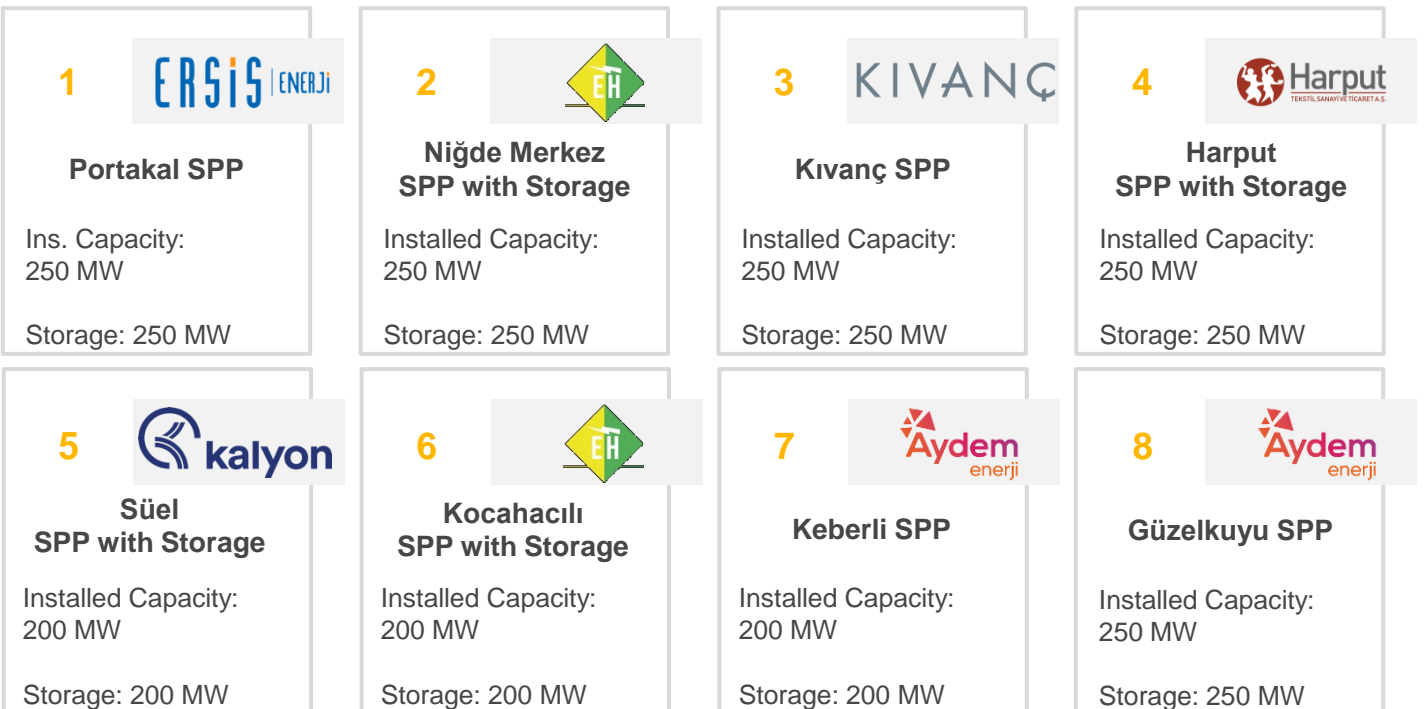 1
ERSİS ENERJİ
Portakal SPP
Ins. Capacity:
250 MW
Storage: 250 MW
2
ETH
Niğde Merkez
SPP with Storage
Installed Capacity:
250 MW
Storage: 250 MW
3
KIVANÇ
Kıvanç SPP
Installed Capacity:
250 MW
Storage: 250 MW
4
Harput
TEKSTİL SANAYİ VE TİCARET A.Ş.
Harput
SPP with Storage
Installed Capacity:
250 MW
Storage: 250 MW
5
kalyon
Süel
SPP with Storage
Installed Capacity:
200 MW
Storage: 200 MW
6
ETH
Kocahacılı
SPP with Storage
Installed Capacity:
200 MW
Storage: 200 MW
7
Aydem
enerji
Keberli SPP
Installed Capacity:
200 MW
Storage: 200 MW
8
Aydem
enerji
Güzelkuyu SPP
Installed Capacity:
250 MW
Storage: 250 MW